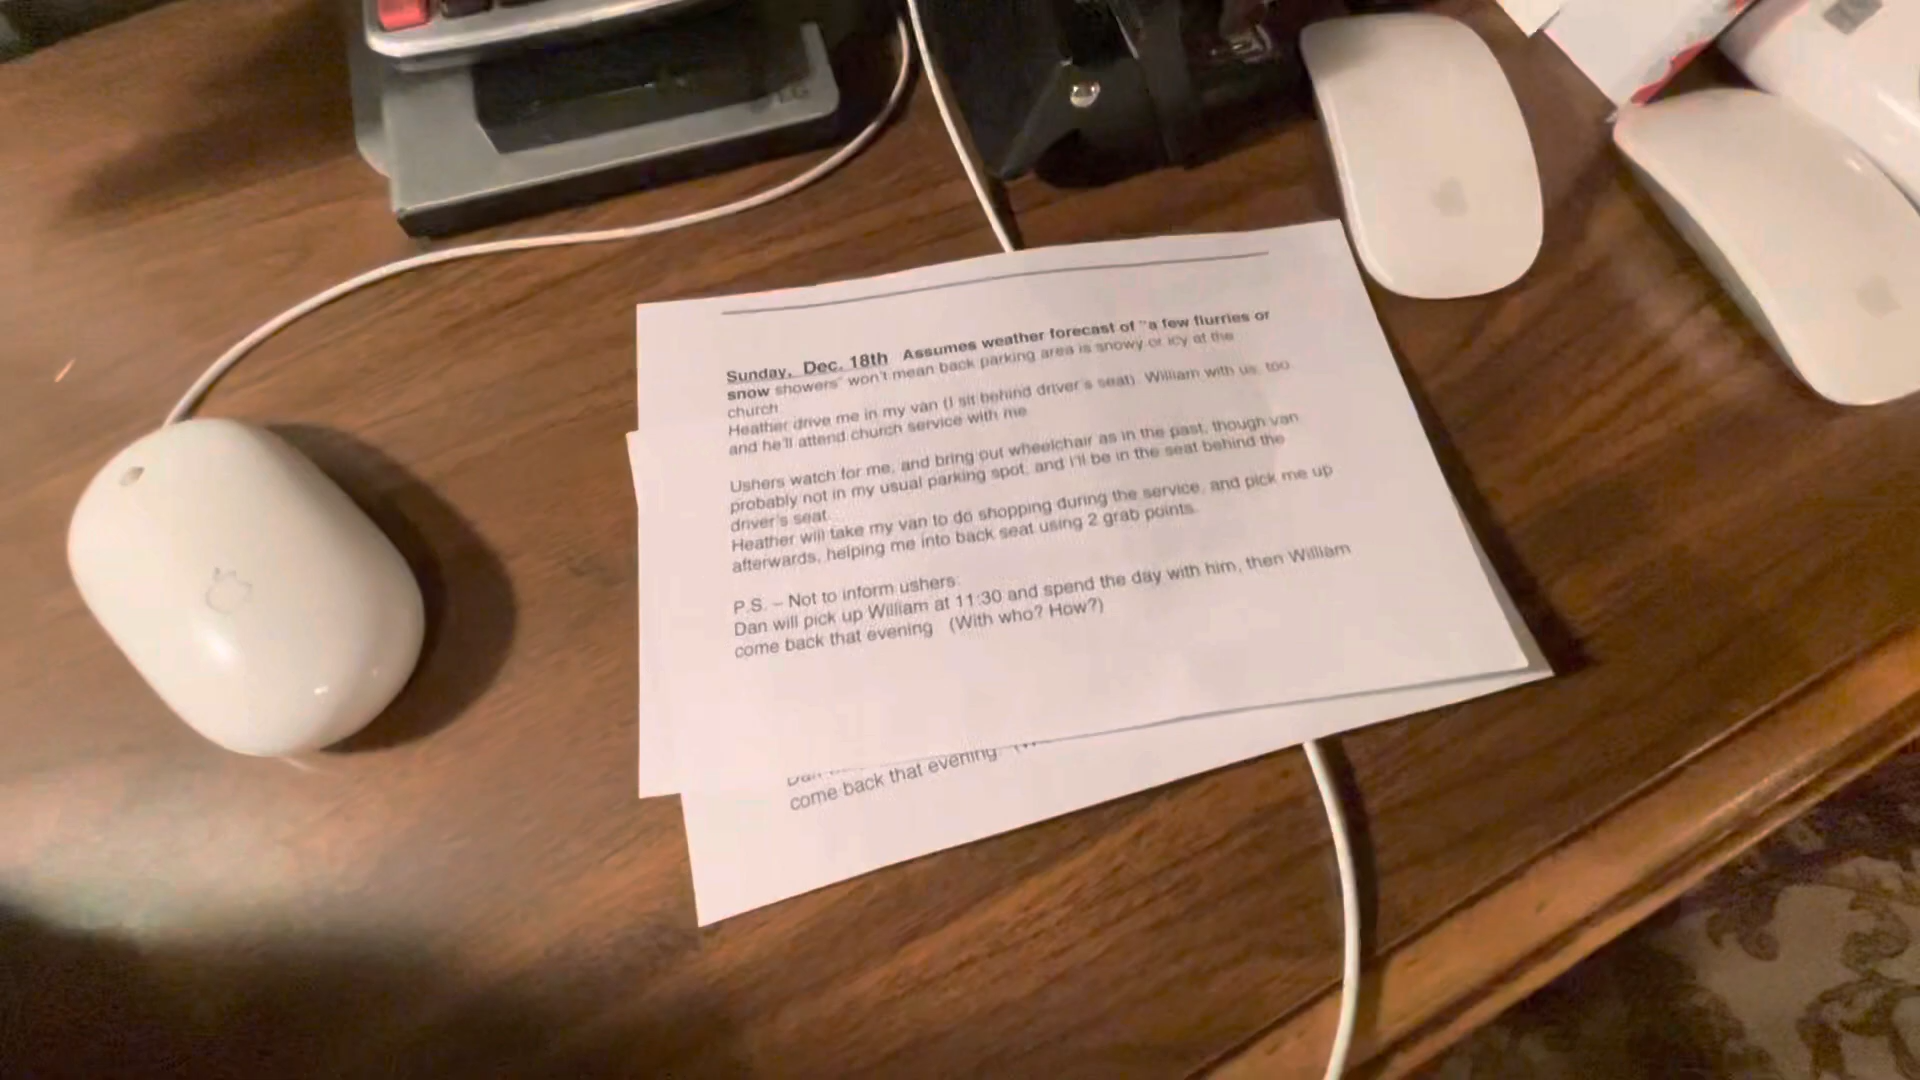 Sunday, Dec. 18th Assumes weather forecast of "a few flurries or
snow showers" won't mean back parking area is snowy or icy at the
church.
Heather drive me in my van (I sit behind driver's seat). William with us, too
and he'll attend church service with me
Ushers watch for me, and bring out wheelchair as in the past, though van
probably not in my usual parking spot, and I'll be in the seat behind the
driver's seat.
Heather will take my van to do shopping during the service, and pick me up
afterwards, helping me into back seat using 2 grab points.
P.S. – Not to inform ushers:
Dan will pick up William at 11:30 and spend the day with him, then William
come back that evening (With who? How?)
come back that evening.
LG